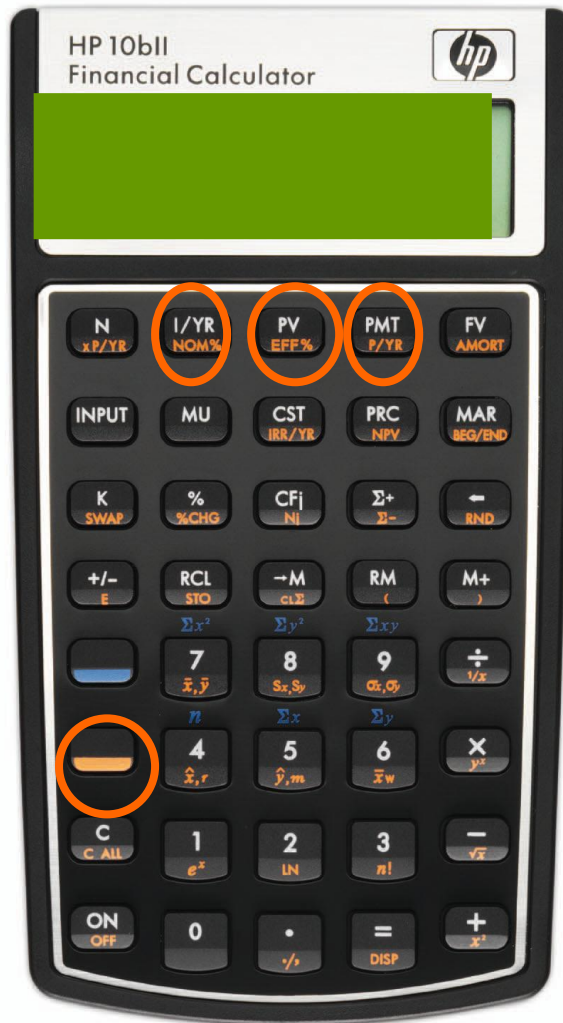 HP 10bII
Financial Calculator
hp
N I/YR PV PMT FV
xP/YR NOM% EFF% P/YR AMORT
INPUT MU CST PRC MAR
IRR/YR NPV BEG/END
K % CFj Σ+ ←
SWAP %CHG Nj Σ- RND
+/- RCL →M RM M+
E STO CLΣ ( )
Σx² Σy² Σxy
7 8 9 ÷
x̄,ȳ Sx,Sy σx,σy 1/x
n Σx Σy
4 5 6 ×
x̂,r ŷ,m x̄w yˣ
C 1 2 3 −
C ALL eˣ LN n! √x
ON 0 . = +
OFF ./, DISP x²